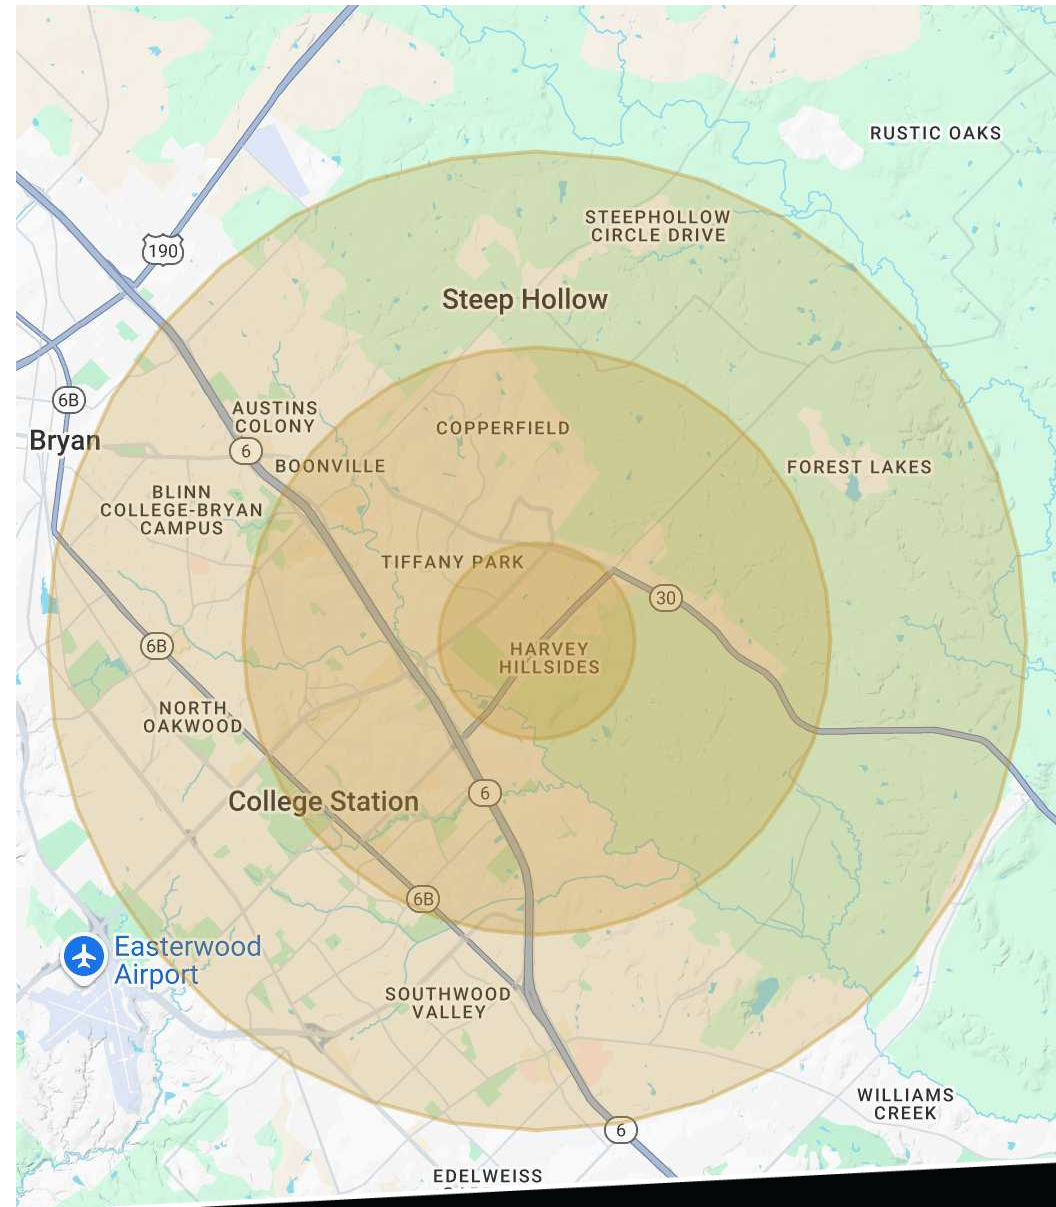 RUSTIC OAKS
STEEPHOLLOW
CIRCLE DRIVE
190
Steep Hollow
6B
AUSTINS
COLONY
COPPERFIELD
Bryan
6
BOONVILLE
FOREST LAKES
BLINN
COLLEGE-BRYAN
CAMPUS
TIFFANY PARK
30
6B
HARVEY
HILLSIDES
NORTH
OAKWOOD
6
College Station
6B
Easterwood
Airport
SOUTHWOOD
VALLEY
WILLIAMS
CREEK
6
EDELWEISS